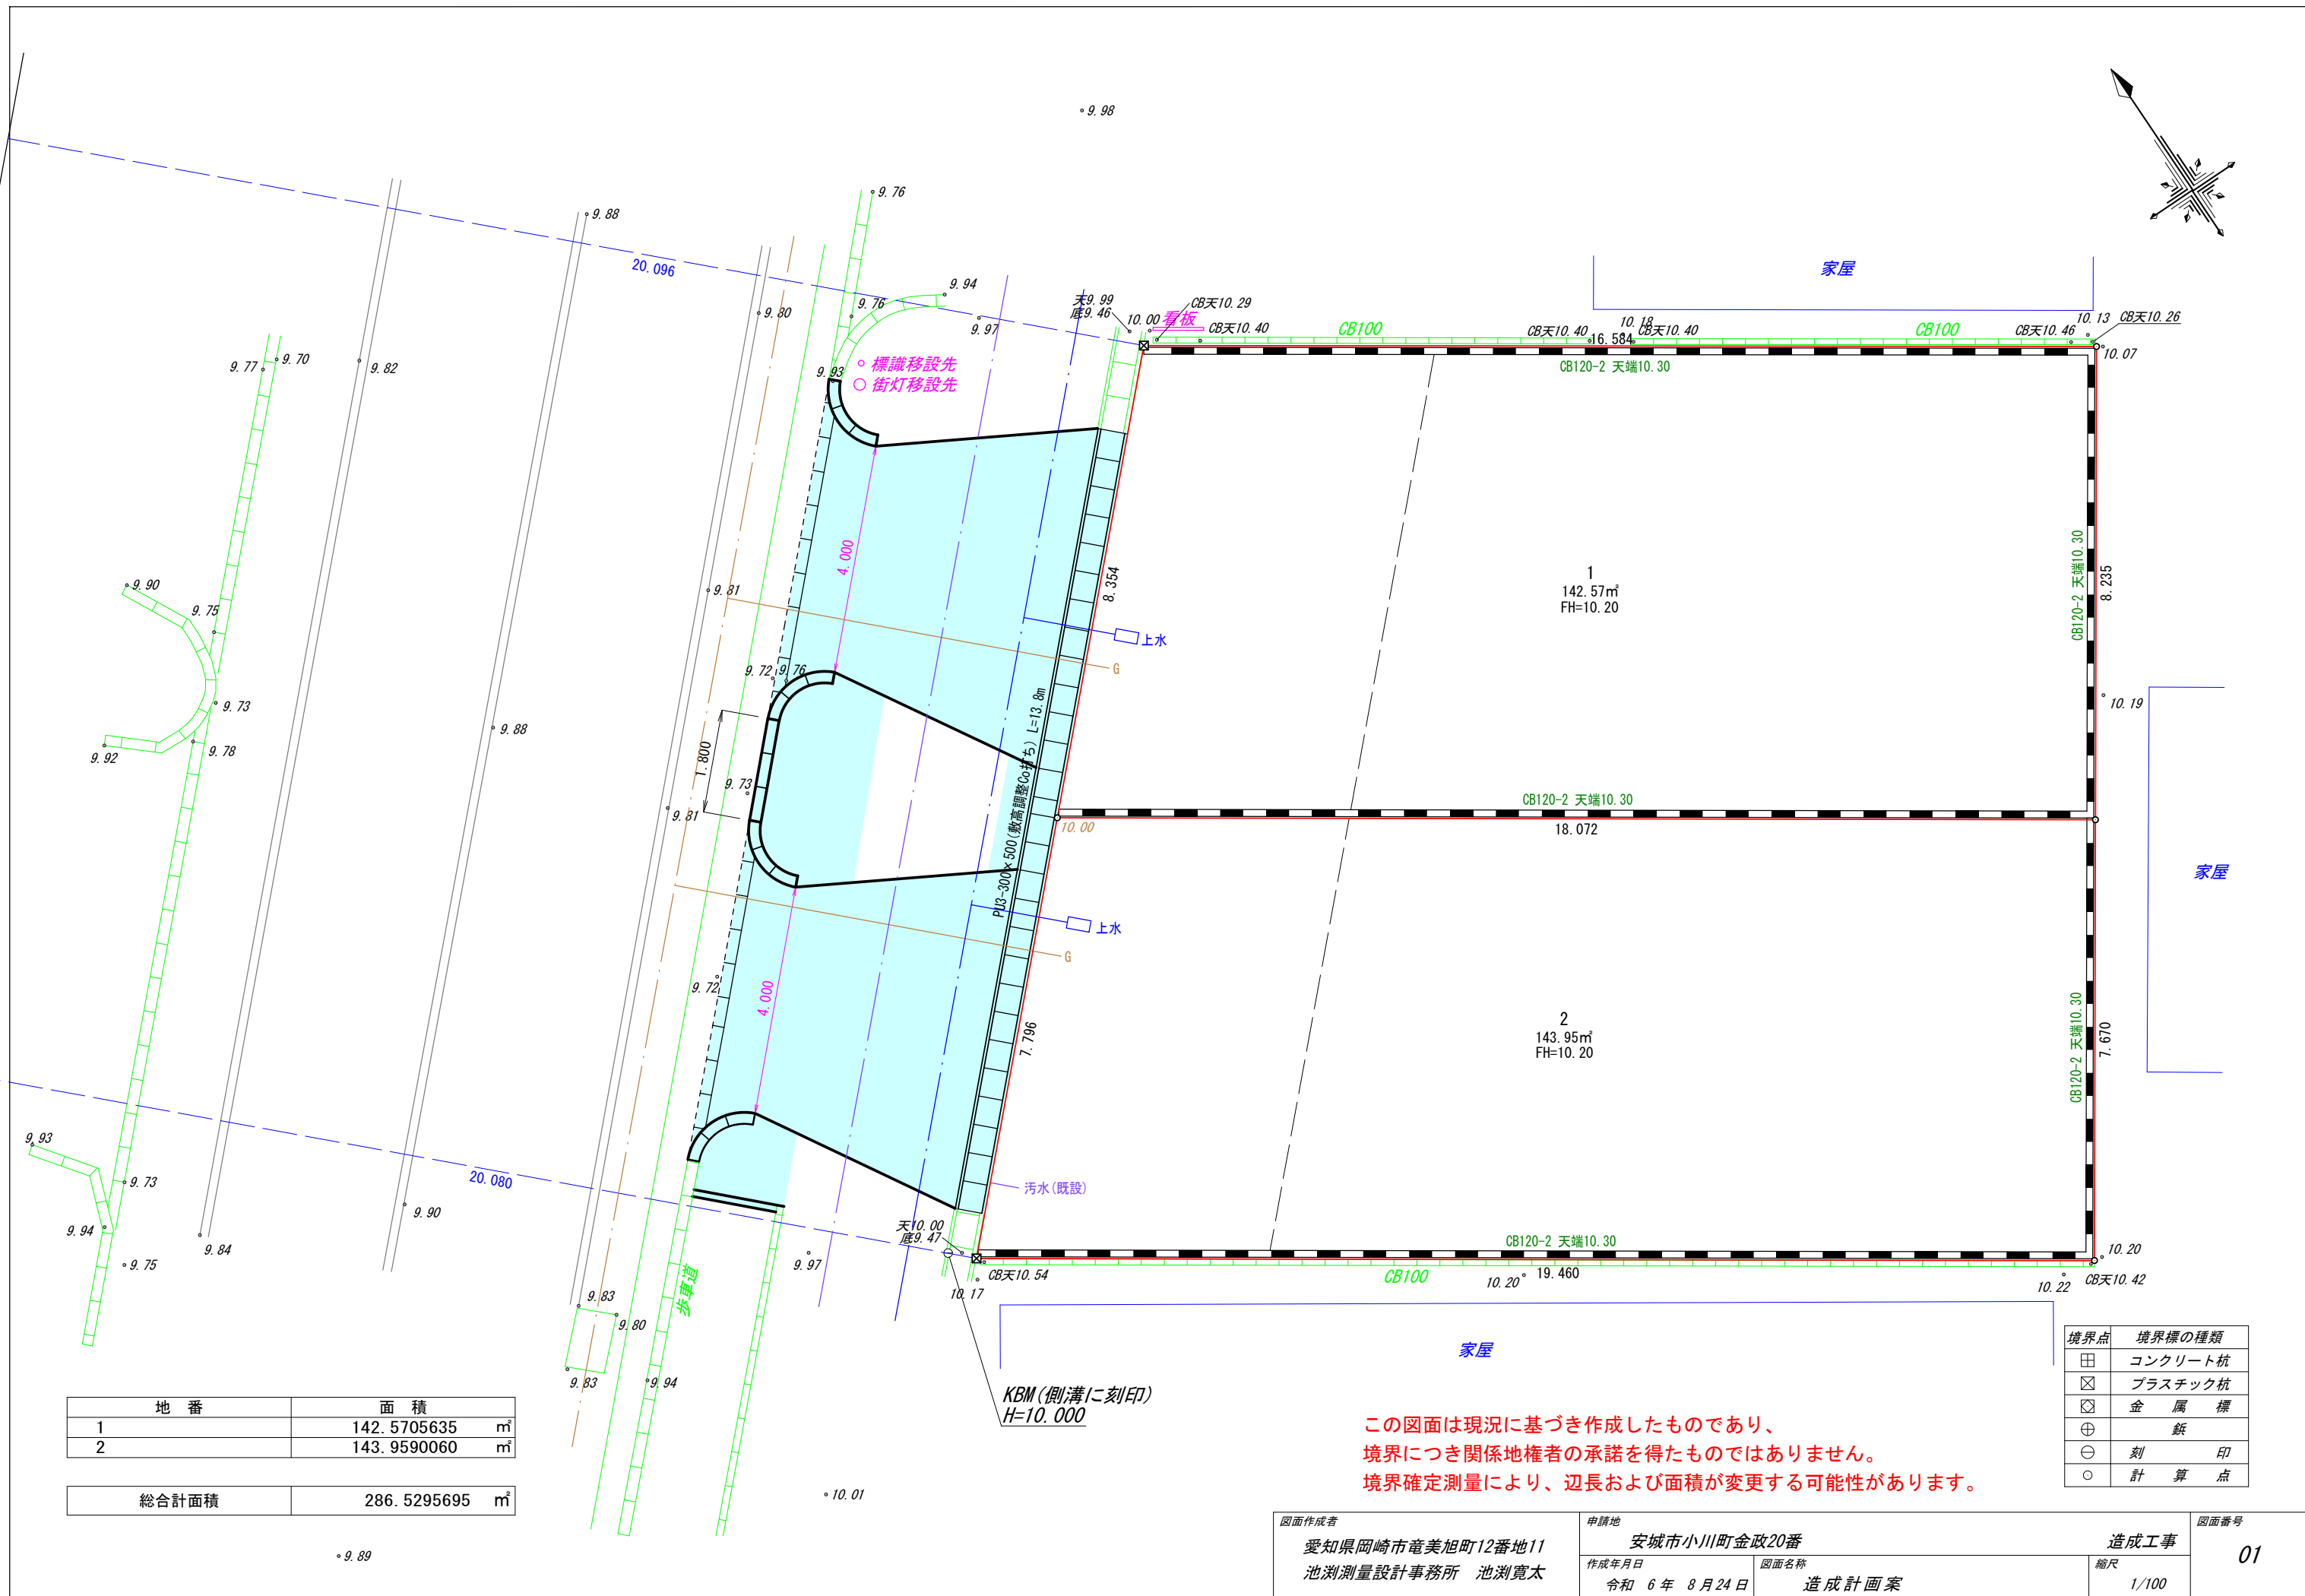 9.98
9.76
9.88
20.096
家屋
9.94
天9.99
底9.46
10.00
看板
CB天10.29
CB天10.40
CB100
CB天10.40
10.18
CB天10.40
16.584
CB100
CB天10.46
10.13
CB天10.26
10.07
9.80
9.76
9.97
CB120-2 天端10.30
9.77
9.70
9.82
9.93
標識移設先
街灯移設先
4.000
8.354
1
142.57㎡
FH=10.20
CB120-2 天端10.30
8.235
9.90
9.75
9.81
上水
G
9.72
9.76
10.19
9.73
9.78
9.92
9.88
1.800
9.73
9.81
PU3-300×500(敷高調整Co打ち) L=13.8m
10.00
CB120-2 天端10.30
18.072
家屋
上水
G
9.72
4.000
7.796
2
143.95㎡
FH=10.20
CB120-2 天端10.30
7.670
9.93
9.73
9.94
9.75
9.84
9.90
20.080
汚水(既設)
天10.00
底9.47
9.97
CB天10.54
10.17
CB120-2 天端10.30
CB100
10.20
19.460
10.20
10.22
CB天10.42
歩車道
9.83
9.80
9.83
9.94
家屋
KBM(側溝に刻印)
H=10.000
10.01
9.89
地 番 面 積
1 142.5705635 ㎡
2 143.9590060 ㎡
総合計面積 286.5295695 ㎡
この図面は現況に基づき作成したものであり、
境界につき関係地権者の承諾を得たものではありません。
境界確定測量により、辺長および面積が変更する可能性があります。
境界点 境界標の種類
コンクリート杭
プラスチック杭
金 属 標
鋲
刻 印
計 算 点
図面作成者
愛知県岡崎市竜美旭町12番地11
池渕測量設計事務所 池渕寛太
申請地
安城市小川町金政20番 造成工事
作成年月日
令和 6年 8月24日
図面名称
造成計画案
縮尺
1/100
図面番号
01